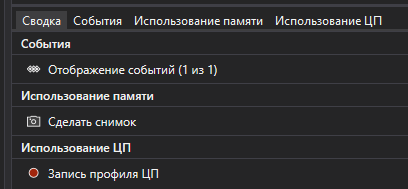 Сводка События Использование памяти Использование ЦП
События
Отображение событий (1 из 1)
Использование памяти
Сделать снимок
Использование ЦП
Запись профиля ЦП